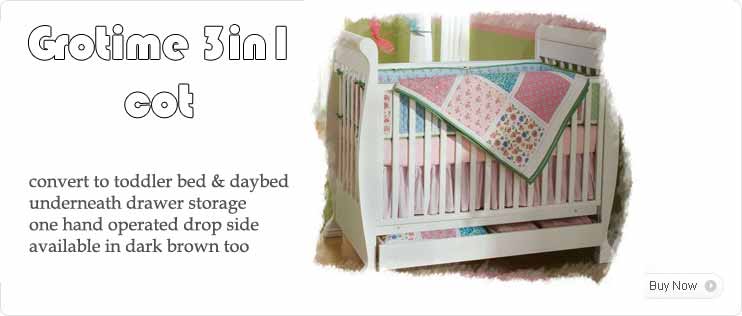 Grotime 3in1
cot
convert to toddler bed & daybed
underneath drawer storage
one hand operated drop side
available in dark brown too
Buy Now